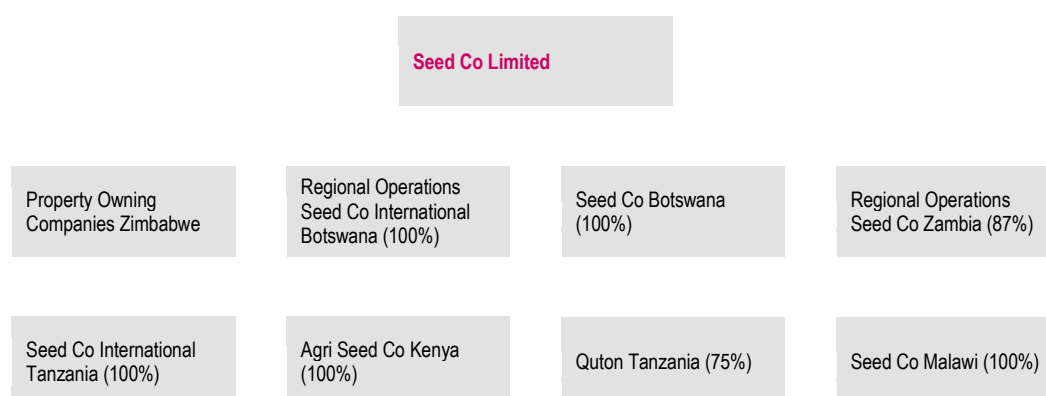 Seed Co Limited
Property Owning
Companies Zimbabwe
Regional Operations
Seed Co International
Botswana (100%)
Seed Co Botswana
(100%)
Regional Operations
Seed Co Zambia (87%)
Seed Co International
Tanzania (100%)
Agri Seed Co Kenya
(100%)
Quton Tanzania (75%)
Seed Co Malawi (100%)